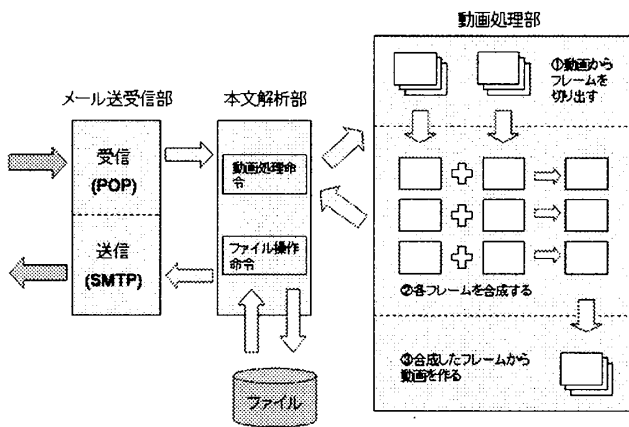 動画処理部
①動画から
フレームを
切り出す
メール送受信部
本文解析部
受信
(POP)
動画処理命
令
送信
(SMTP)
ファイル操作
命令
②各フレームを合成する
③合成したフレームから
動画を作る
ファイル